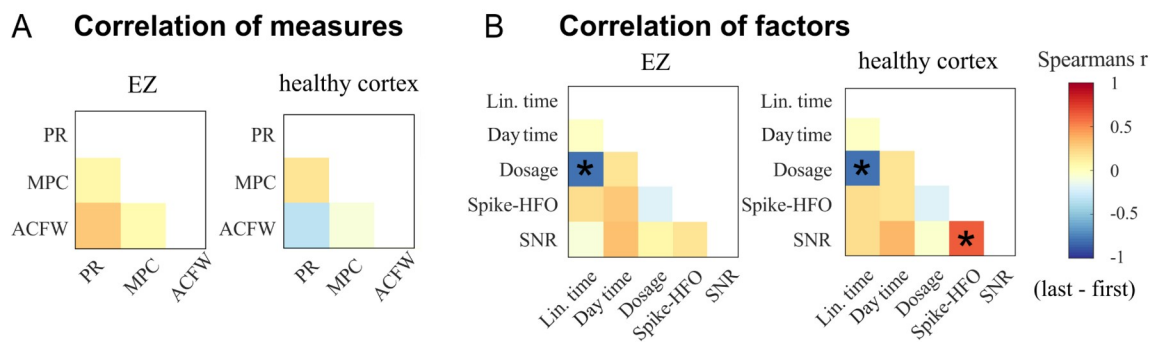 A Correlation of measures
EZ
PR
MPC
ACFW
PR
MPC
ACFW
healthy cortex
PR
MPC
ACFW
PR
MPC
ACFW
B Correlation of factors
EZ
Lin. time
Day time
Dosage
*
Spike-HFO
SNR
Lin. time
Day time
Dosage
Spike-HFO
SNR
healthy cortex
Lin. time
Day time
Dosage
*
Spike-HFO
SNR
*
Lin. time
Day time
Dosage
Spike-HFO
SNR
Spearmans r
1
0.5
0
-0.5
-1
(last - first)